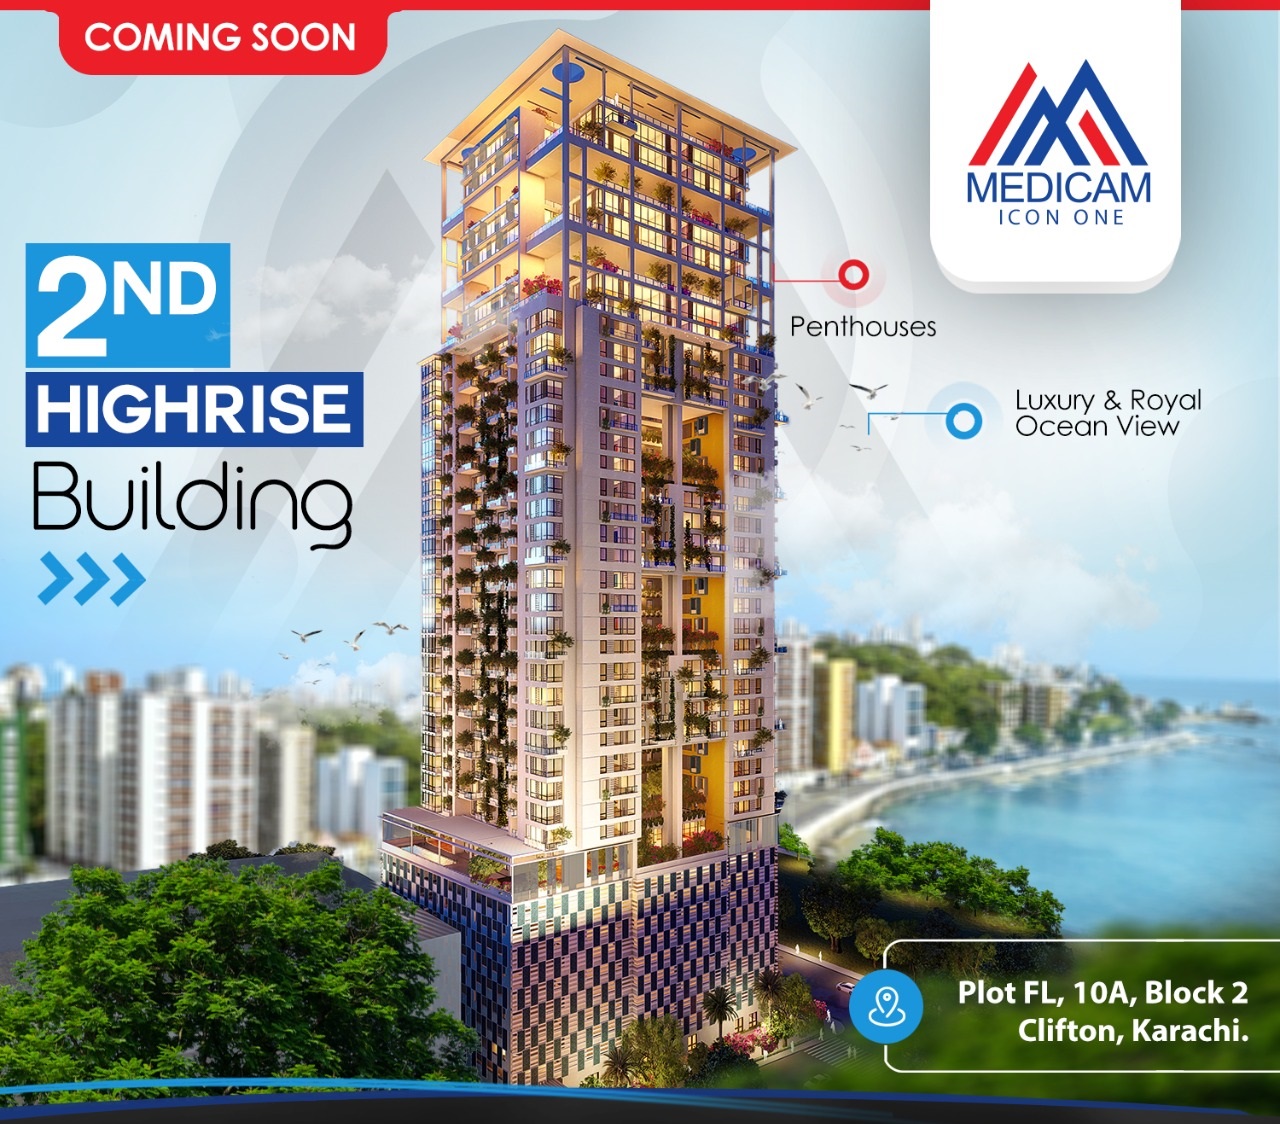 COMING SOON
MEDICAM
ICON ONE
2ND
HIGHRISE
Building
Penthouses
Luxury & Royal
Ocean View
Plot FL, 10A, Block 2
Clifton, Karachi.